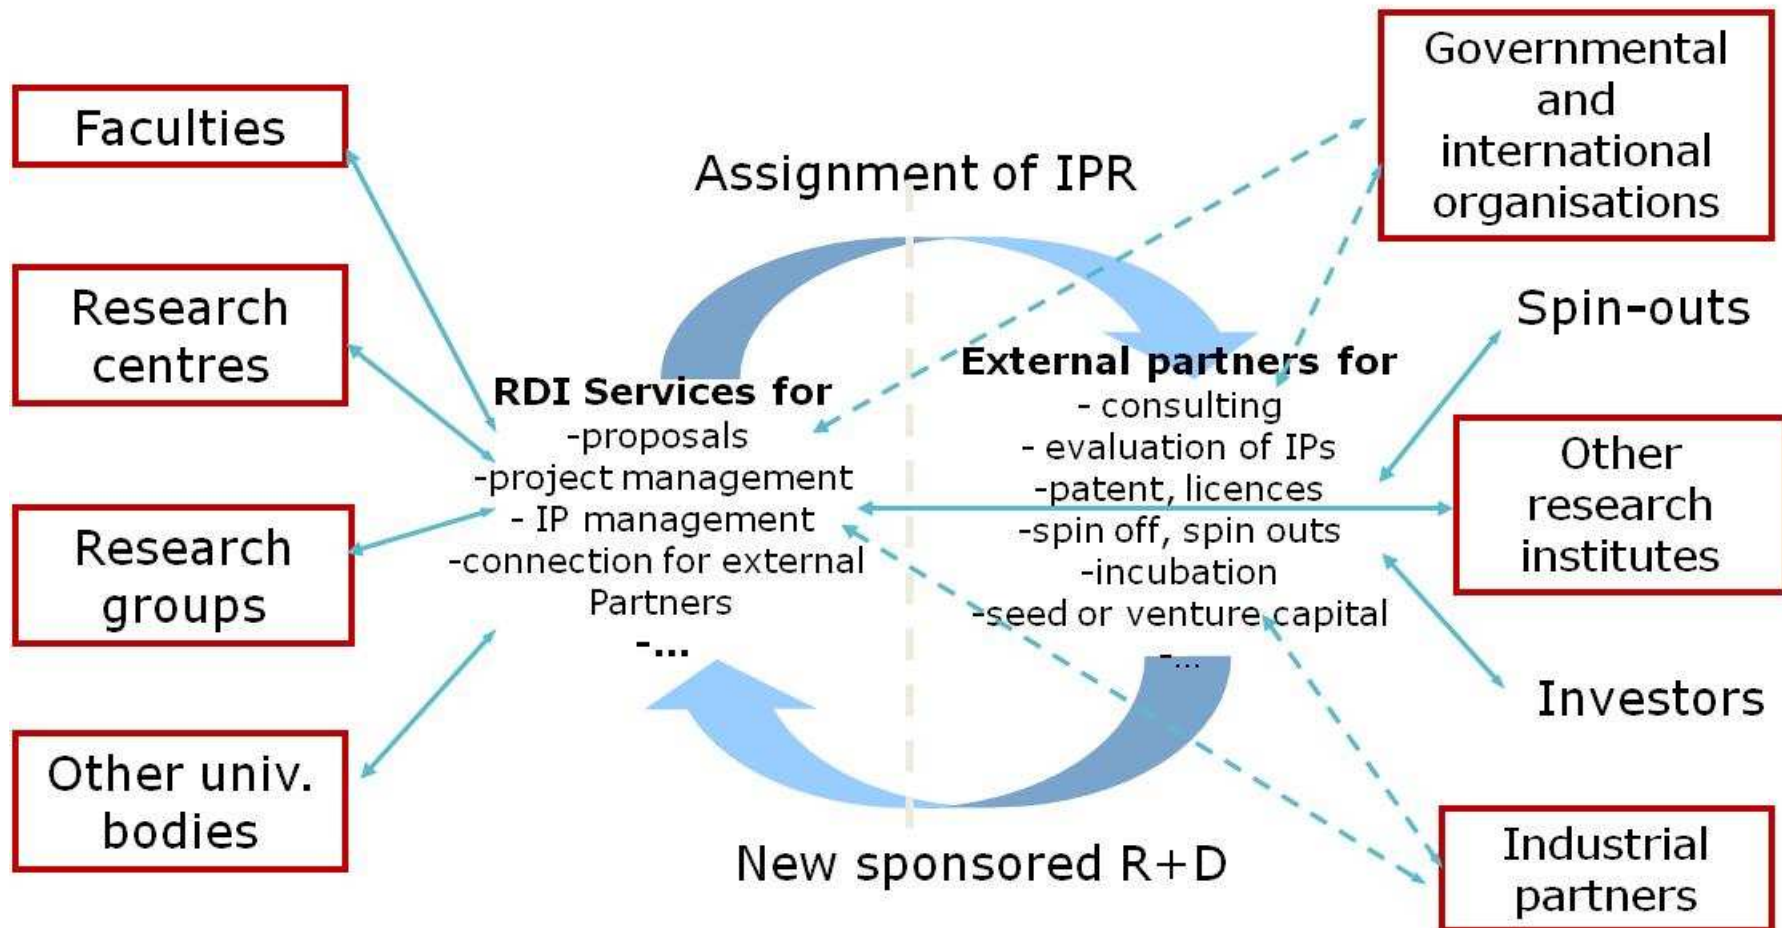 Faculties
Research
centres
Research
groups
Other univ.
bodies
Assignment of IPR
RDI Services for
-proposals
-project management
- IP management
-connection for external
Partners
-...
External partners for
- consulting
- evaluation of IPs
-patent, licences
-spin off, spin outs
-incubation
-seed or venture capital
-...
New sponsored R+D
Governmental
and
international
organisations
Spin-outs
Other
research
institutes
Investors
Industrial
partners